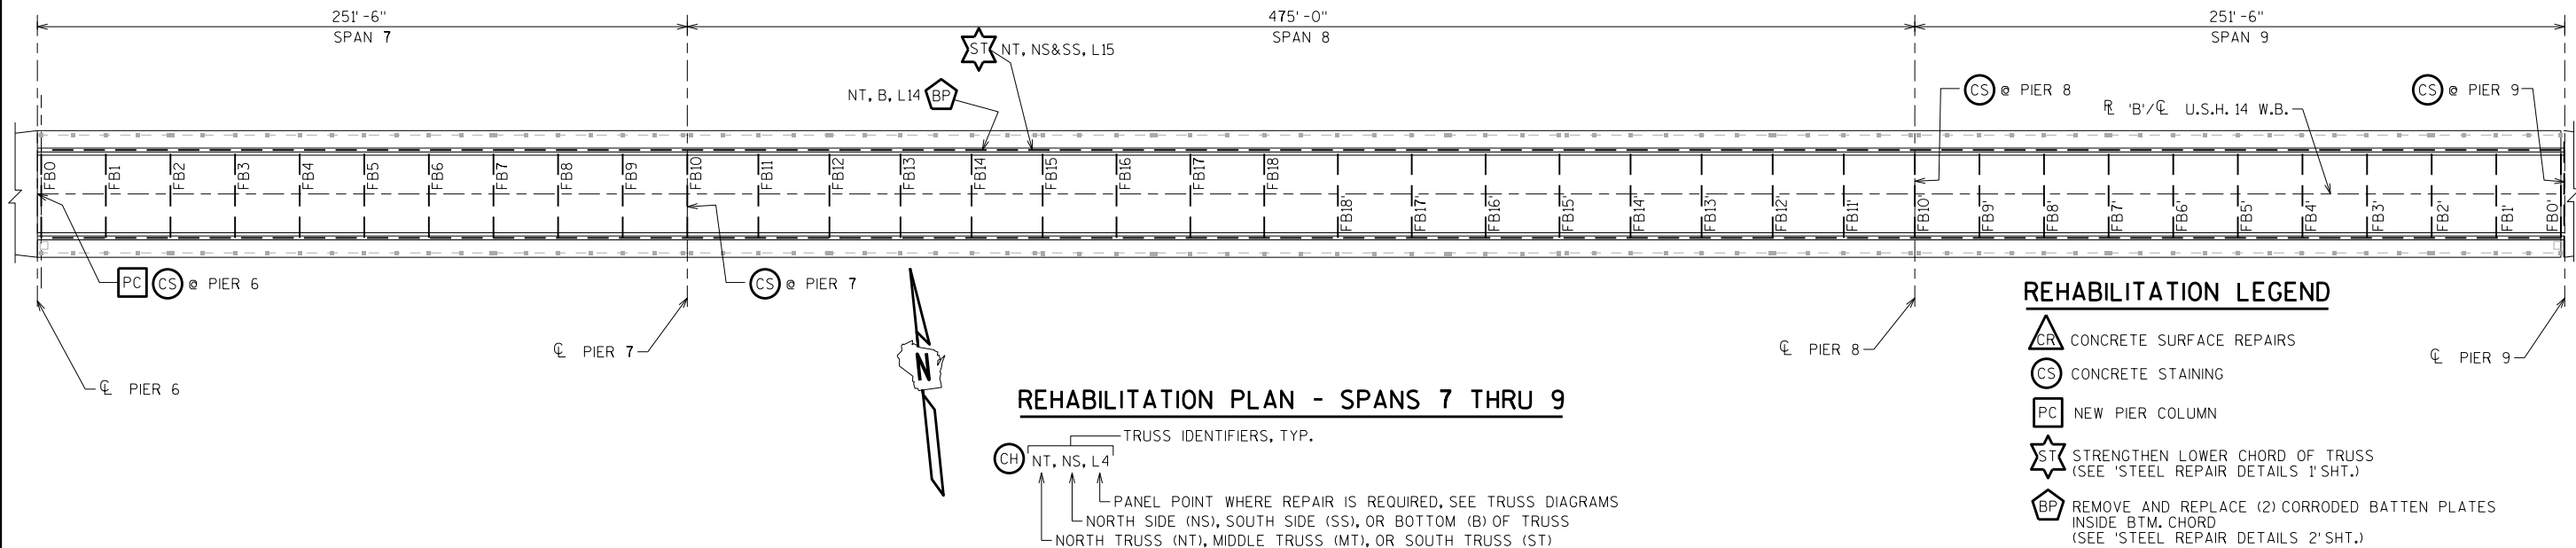 251'-6"
SPAN 7
475'-0"
SPAN 8
251'-6"
SPAN 9
ST NT, NS&SS, L15
NT, B, L14 BP
CS @ PIER 8
CS @ PIER 9
℞ 'B'/℄ U.S.H. 14 W.B.
FB0
FB1
FB2
FB3
FB4
FB5
FB6
FB7
FB8
FB9
FB10
FB11
FB12
FB13
FB14
FB15
FB16
FB17
FB18
FB18'
FB17'
FB16'
FB15'
FB14'
FB13'
FB12'
FB11'
FB10'
FB9'
FB8'
FB7'
FB6'
FB5'
FB4'
FB3'
FB2'
FB1'
FB0'
PC CS @ PIER 6
CS @ PIER 7
℄ PIER 6
℄ PIER 7
℄ PIER 8
℄ PIER 9
N
REHABILITATION PLAN - SPANS 7 THRU 9
TRUSS IDENTIFIERS, TYP.
CH NT, NS, L4
PANEL POINT WHERE REPAIR IS REQUIRED, SEE TRUSS DIAGRAMS
NORTH SIDE (NS), SOUTH SIDE (SS), OR BOTTOM (B) OF TRUSS
NORTH TRUSS (NT), MIDDLE TRUSS (MT), OR SOUTH TRUSS (ST)
REHABILITATION LEGEND
CR CONCRETE SURFACE REPAIRS
CS CONCRETE STAINING
PC NEW PIER COLUMN
ST STRENGTHEN LOWER CHORD OF TRUSS
(SEE 'STEEL REPAIR DETAILS 1' SHT.)
BP REMOVE AND REPLACE (2) CORRODED BATTEN PLATES
INSIDE BTM. CHORD
(SEE 'STEEL REPAIR DETAILS 2' SHT.)